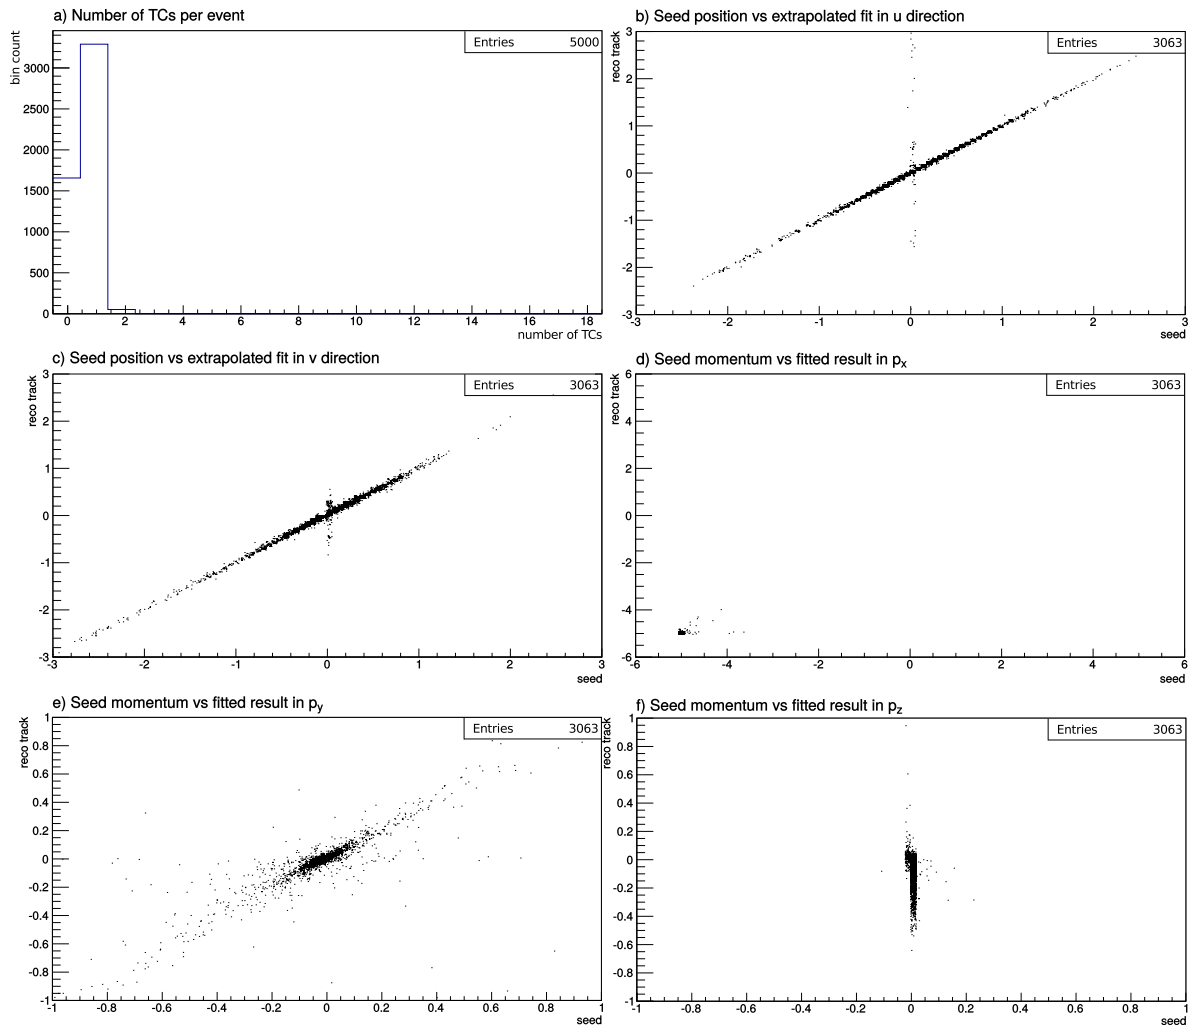 a) Number of TCs per event
bin count
Entries 5000
3000
2500
2000
1500
1000
500
0
0 2 4 6 8 10 12 14 16 18
number of TCs
b) Seed position vs extrapolated fit in u direction
reco track
Entries 3063
3
2
1
0
-1
-2
-3
-3 -2 -1 0 1 2 3
seed
c) Seed position vs extrapolated fit in v direction
reco track
Entries 3063
3
2
1
0
-1
-2
-3
-3 -2 -1 0 1 2 3
seed
d) Seed momentum vs fitted result in px
reco track
Entries 3063
6
4
2
0
-2
-4
-6
-6 -4 -2 0 2 4 6
seed
e) Seed momentum vs fitted result in py
reco track
Entries 3063
1
0.8
0.6
0.4
0.2
0
-0.2
-0.4
-0.6
-0.8
-1
-1 -0.8 -0.6 -0.4 -0.2 0 0.2 0.4 0.6 0.8 1
seed
f) Seed momentum vs fitted result in pz
reco track
Entries 3063
1
0.8
0.6
0.4
0.2
0
-0.2
-0.4
-0.6
-0.8
-1
-1 -0.8 -0.6 -0.4 -0.2 0 0.2 0.4 0.6 0.8 1
seed